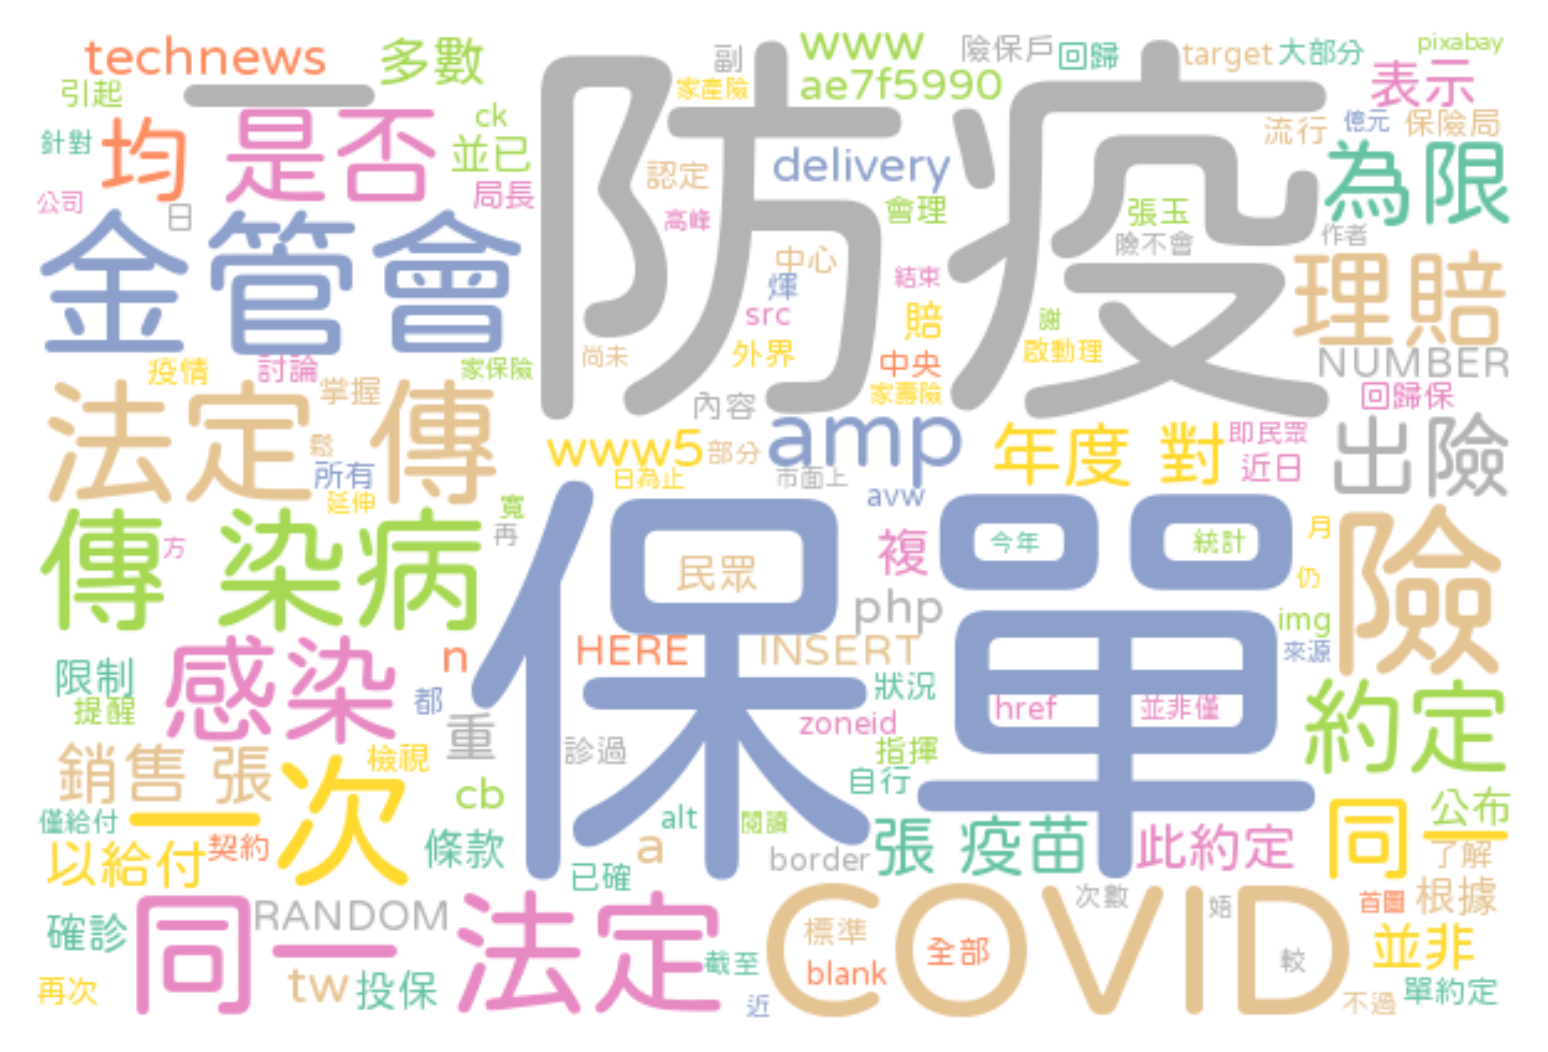 technews
多數
副
www
險保戶
回歸
target
大部分
pixabay
引起
一
家產險
ae7f5990
表示
針對
均
是否
ck
並已
認定
delivery
流行
億元
保險局
公司
日
局長
高峰
會理
張玉
為限
金管會
防疫
中心
險不會
作者
煇
結束
理賠
src
賠
謝
疫情
討論
家保險
尚未
外界
中央
啟動理
NUMBER
掌握
內容
家壽險
回歸保
法定傳
鬆
所有
www5
部分
amp
年度 對
即民眾
近日
出險
延伸
日為止
市面上
avw
寬
再
傳 染病
方
保單
民眾
複
今年
統計
月
險
仍
php
img
感染
n
HERE
INSERT
來源
限制
提醒
都
狀況
href
並非僅
約定
重
zoneid
銷售 張
檢視
診過
指揮
自行
次
cb
僅給付
一
alt
閱讀
同一
公布
以給付
契約
條款
a
border
張 疫苗
此約定
了解
已確
確診
同一法定
RANDOM
COVID
次數
娪
首圖
根據
標準
全部
較
並非
tw
投保
截至
blank
再次
近
不過
單約定